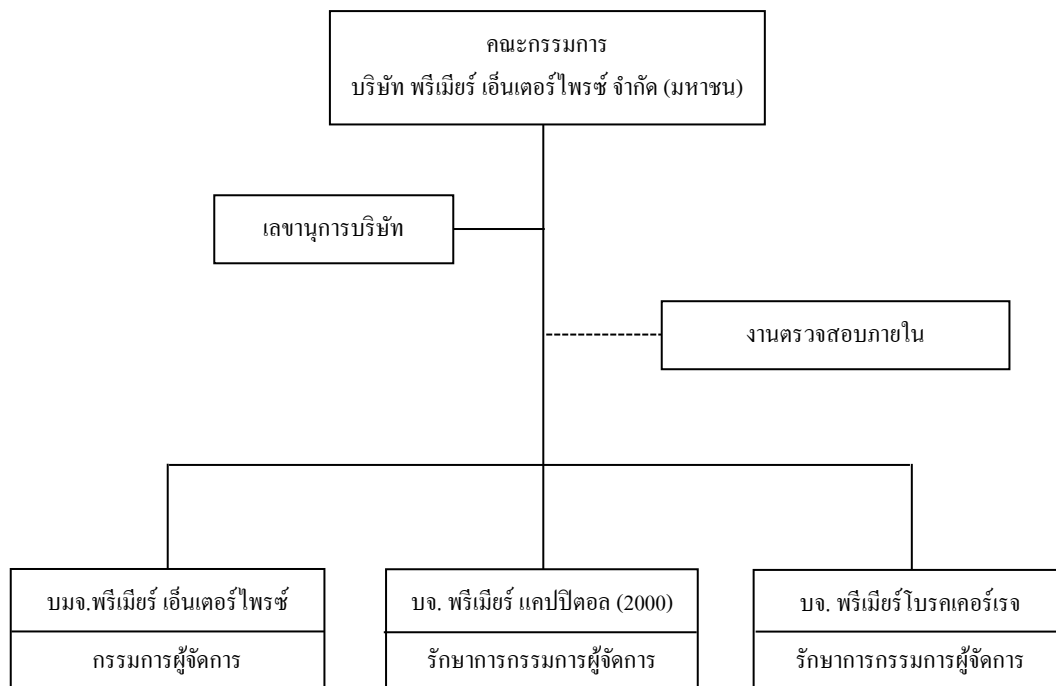 คณะกรรมการ
บริษัท พรีเมียร์ เอ็นเตอร์ไพรซ์ จำกัด (มหาชน)
เลขานุการบริษัท
งานตรวจสอบภายใน
บมจ.พรีเมียร์ เอ็นเตอร์ไพรซ์
กรรมการผู้จัดการ
บจ. พรีเมียร์ แคปปิตอล (2000)
รักษาการกรรมการผู้จัดการ
บจ. พรีเมียร์โบรคเคอร์เรจ
รักษาการกรรมการผู้จัดการ